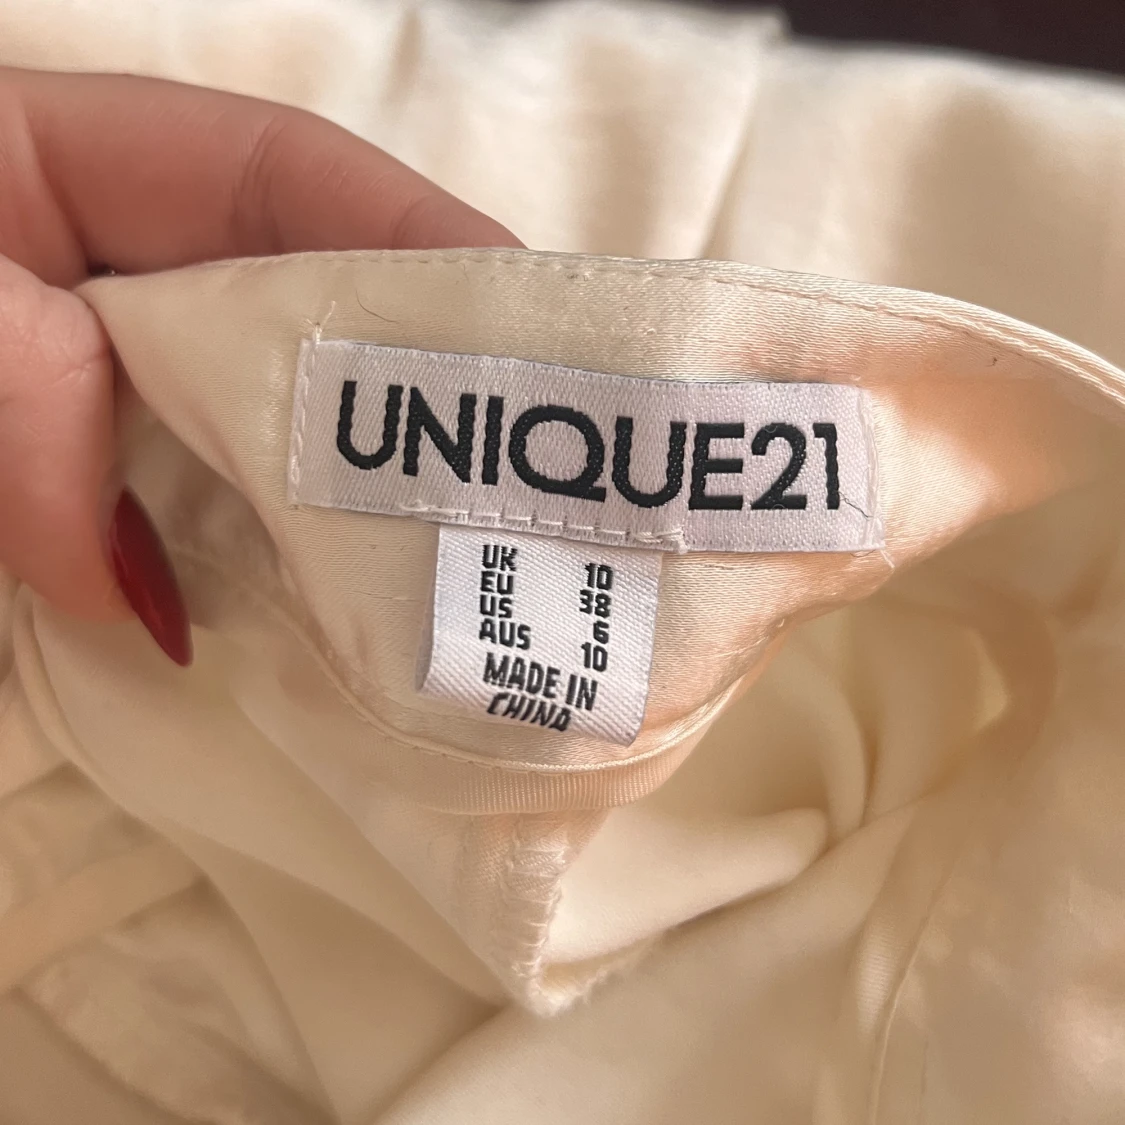 UNIQUE21
UK 10
EU 38
US 6
AUS 10
MADE IN
CHINA